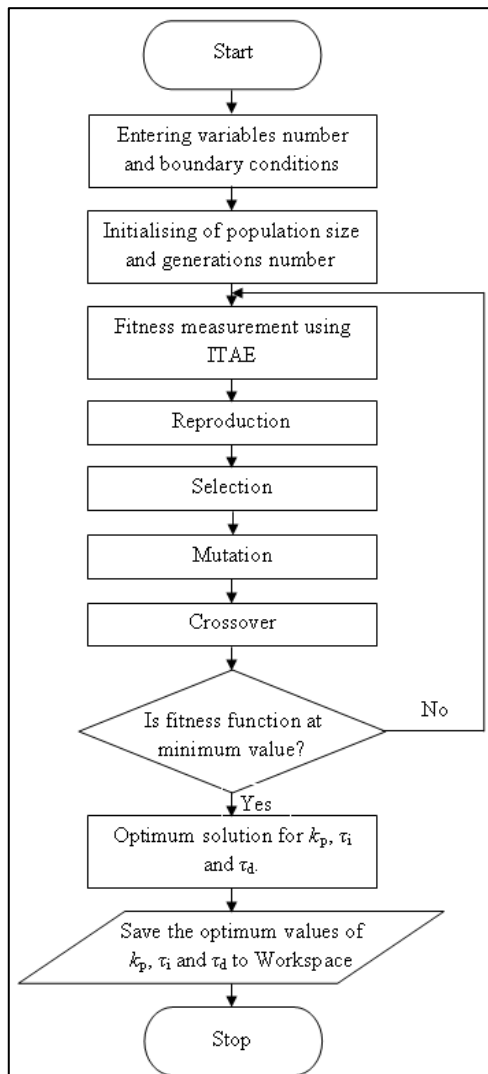 Start
Entering variables number
and boundary conditions
Initialising of population size
and generations number
Fitness measurement using
ITAE
Reproduction
Selection
Mutation
Crossover
Is fitness function at
minimum value?
No
Yes
Optimum solution for kp, τi
and τd.
Save the optimum values of
kp, τi and τd to Workspace
Stop